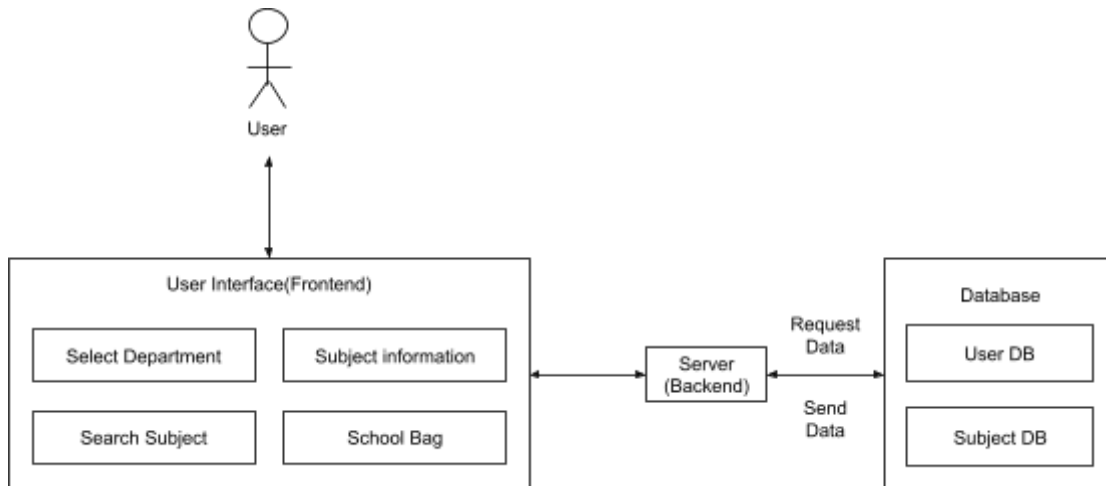 User
User Interface(Frontend)
Select Department
Subject information
Search Subject
School Bag
Server
(Backend)
Request
Data
Send
Data
Database
User DB
Subject DB